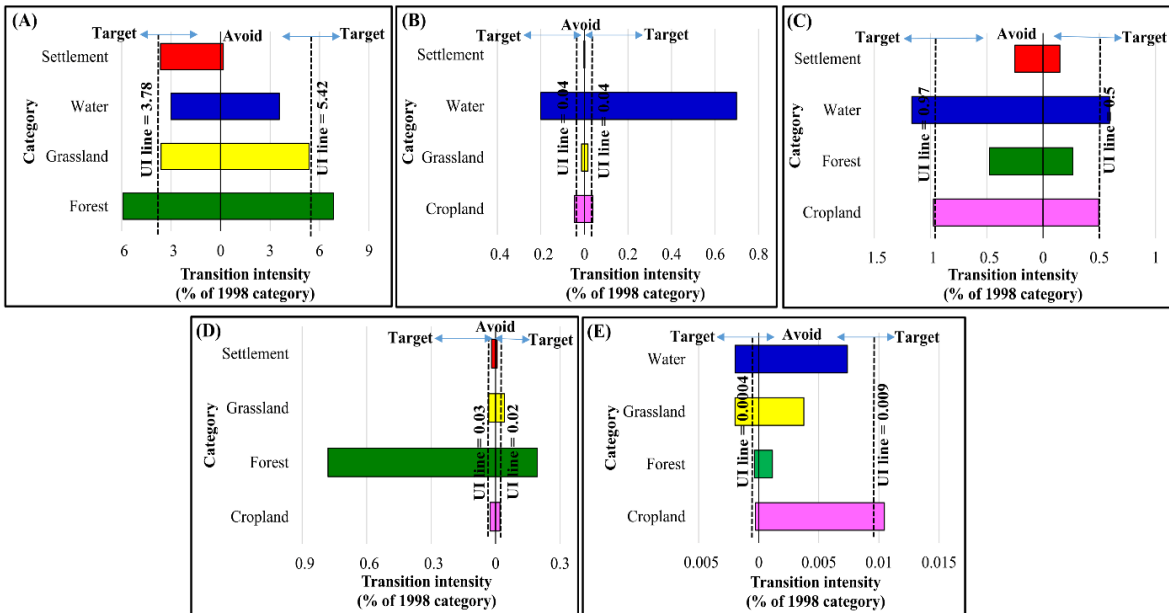 (A)
Target
Avoid
Target
Settlement
Water
Grassland
Forest
Category
UI line = 3.78
UI line = 5.42
6
3
0
3
6
9
Transition intensity
(% of 1998 category)
(B)
Target
Avoid
Target
Settlement
Water
Grassland
Cropland
Category
UI line = 0.04
UI line = 0.04
0.4
0.2
0
0.2
0.4
0.6
0.8
Transition intensity
(% of 1998 category)
(C)
Target
Avoid
Target
Settlement
Water
Forest
Cropland
Category
UI line = 0.97
UI line = 0.5
1.5
1
0.5
0
0.5
1
Transition intensity
(% of 1998 category)
(D)
Target
Avoid
Target
Settlement
Grassland
Forest
Cropland
Category
UI line = 0.03
UI line = 0.02
0.9
0.6
0.3
0
0.3
Transition intensity
(% of 1998 category)
(E)
Target
Avoid
Target
Water
Grassland
Forest
Cropland
Category
UI line = 0.0004
UI line = 0.009
0.005
0
0.005
0.01
0.015
Transition intensity
(% of 1998 category)